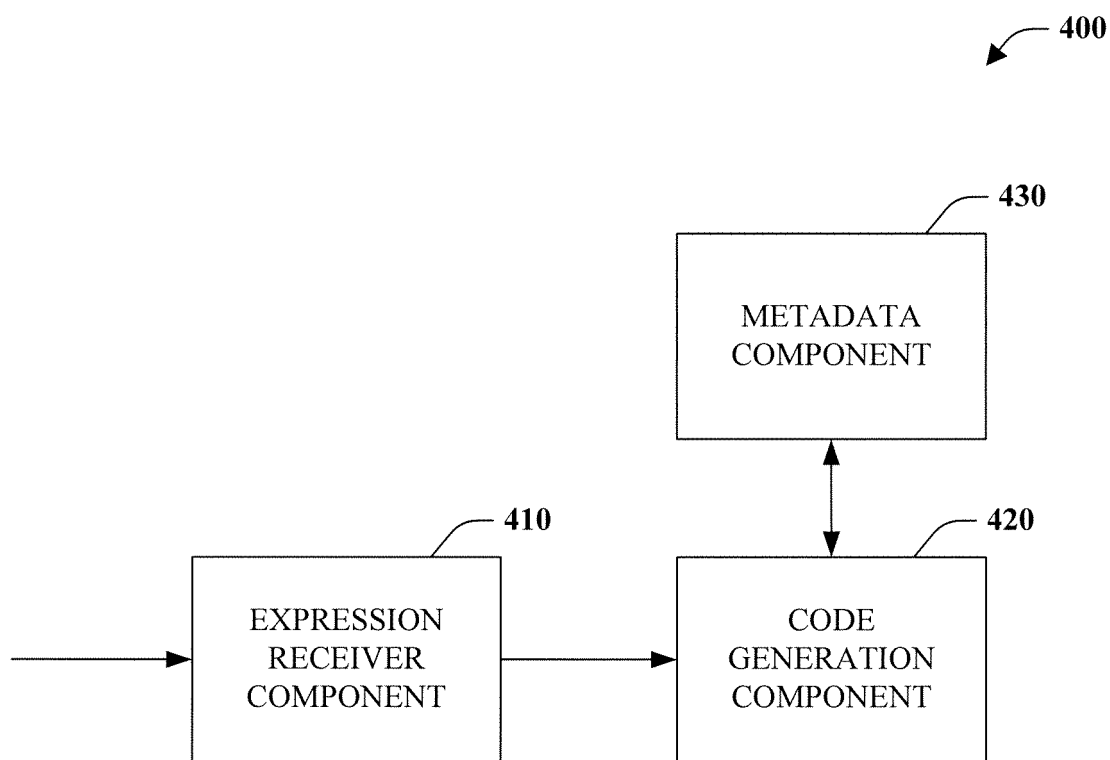 400
430
METADATA
COMPONENT
410
420
EXPRESSION
RECEIVER
COMPONENT
CODE
GENERATION
COMPONENT